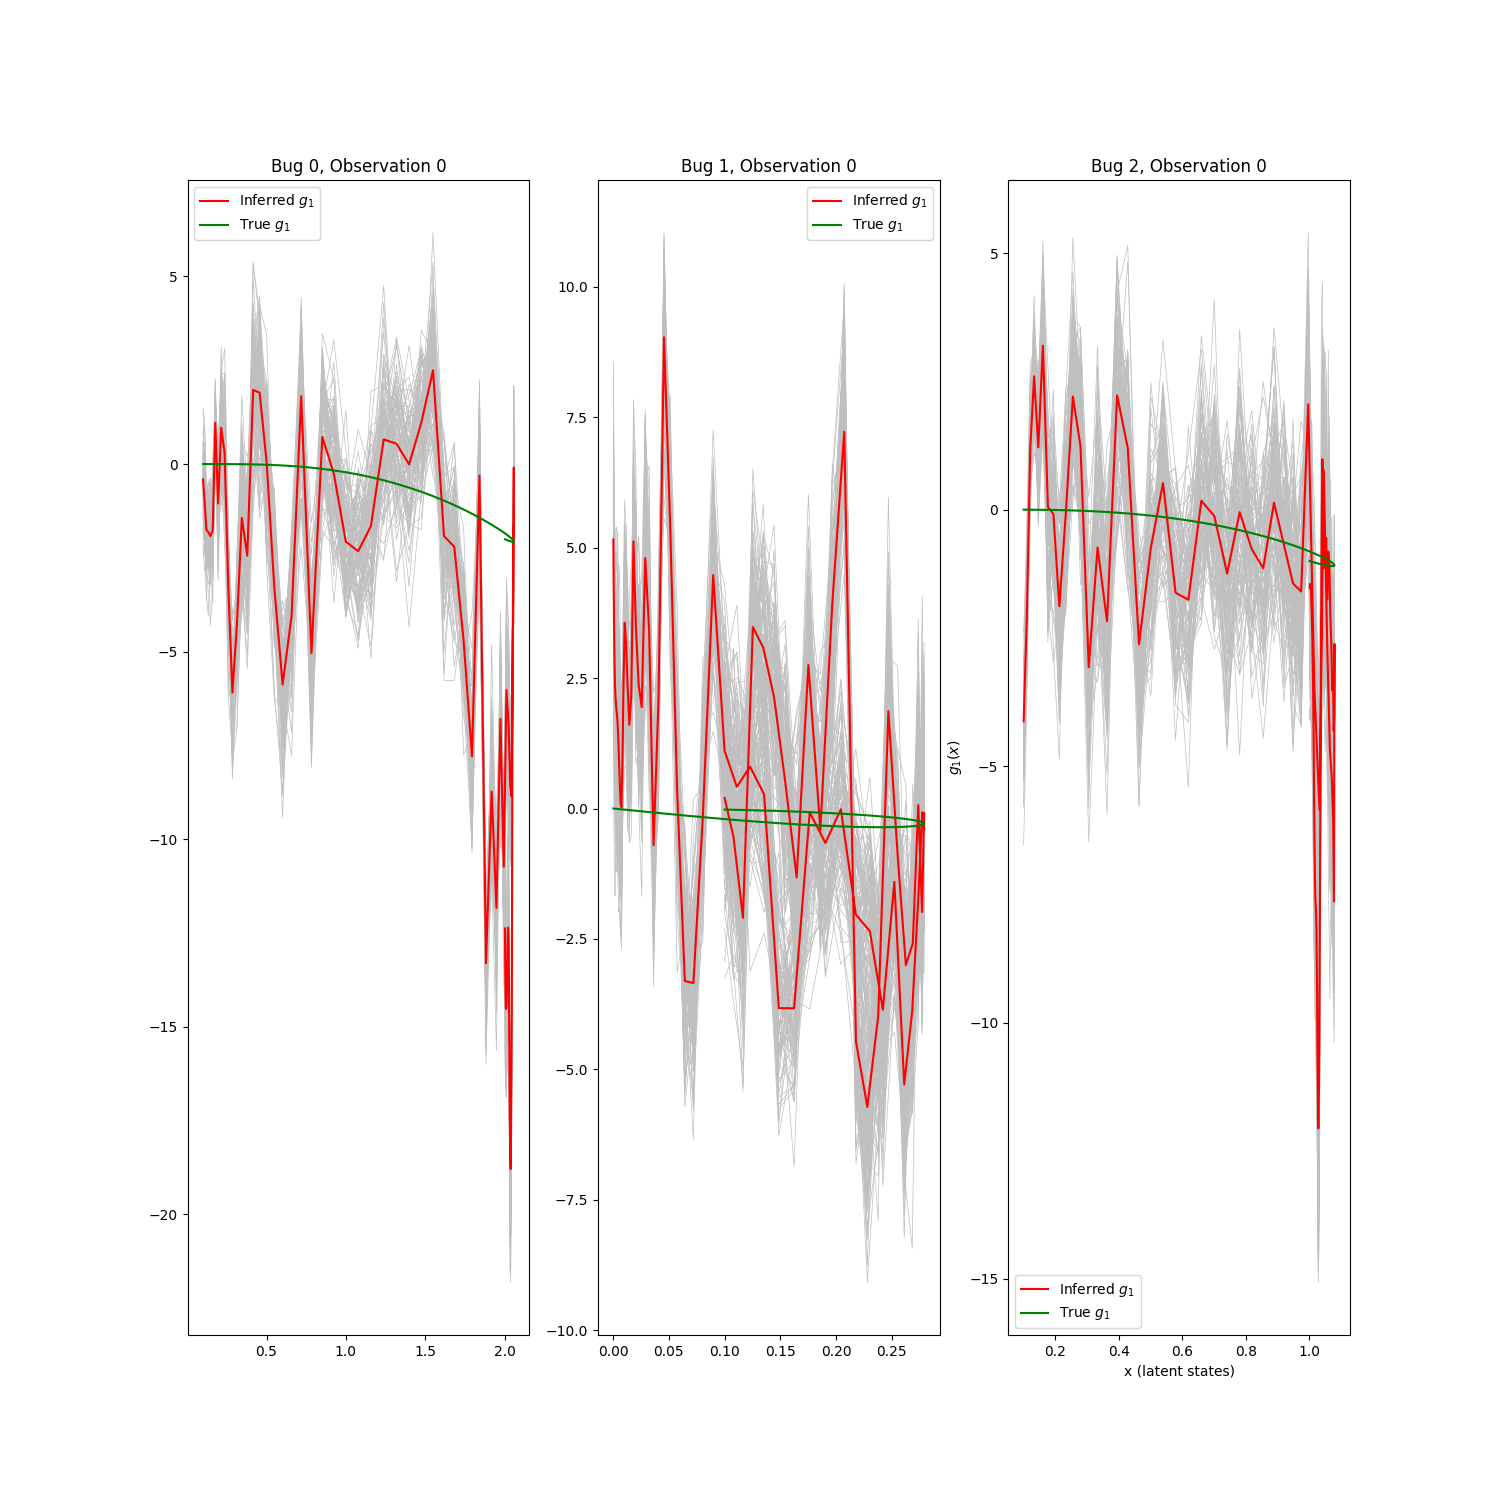 Bug 0, Observation 0
Inferred g₁
True g₁
5
0
−5
−10
−15
−20
0.5 1.0 1.5 2.0
Bug 1, Observation 0
Inferred g₁
True g₁
10.0
7.5
5.0
2.5
0.0
−2.5
−5.0
−7.5
−10.0
0.00 0.05 0.10 0.15 0.20 0.25
Bug 2, Observation 0
g₁(x)
5
0
−5
−10
−15
Inferred g₁
True g₁
0.2 0.4 0.6 0.8 1.0
x (latent states)